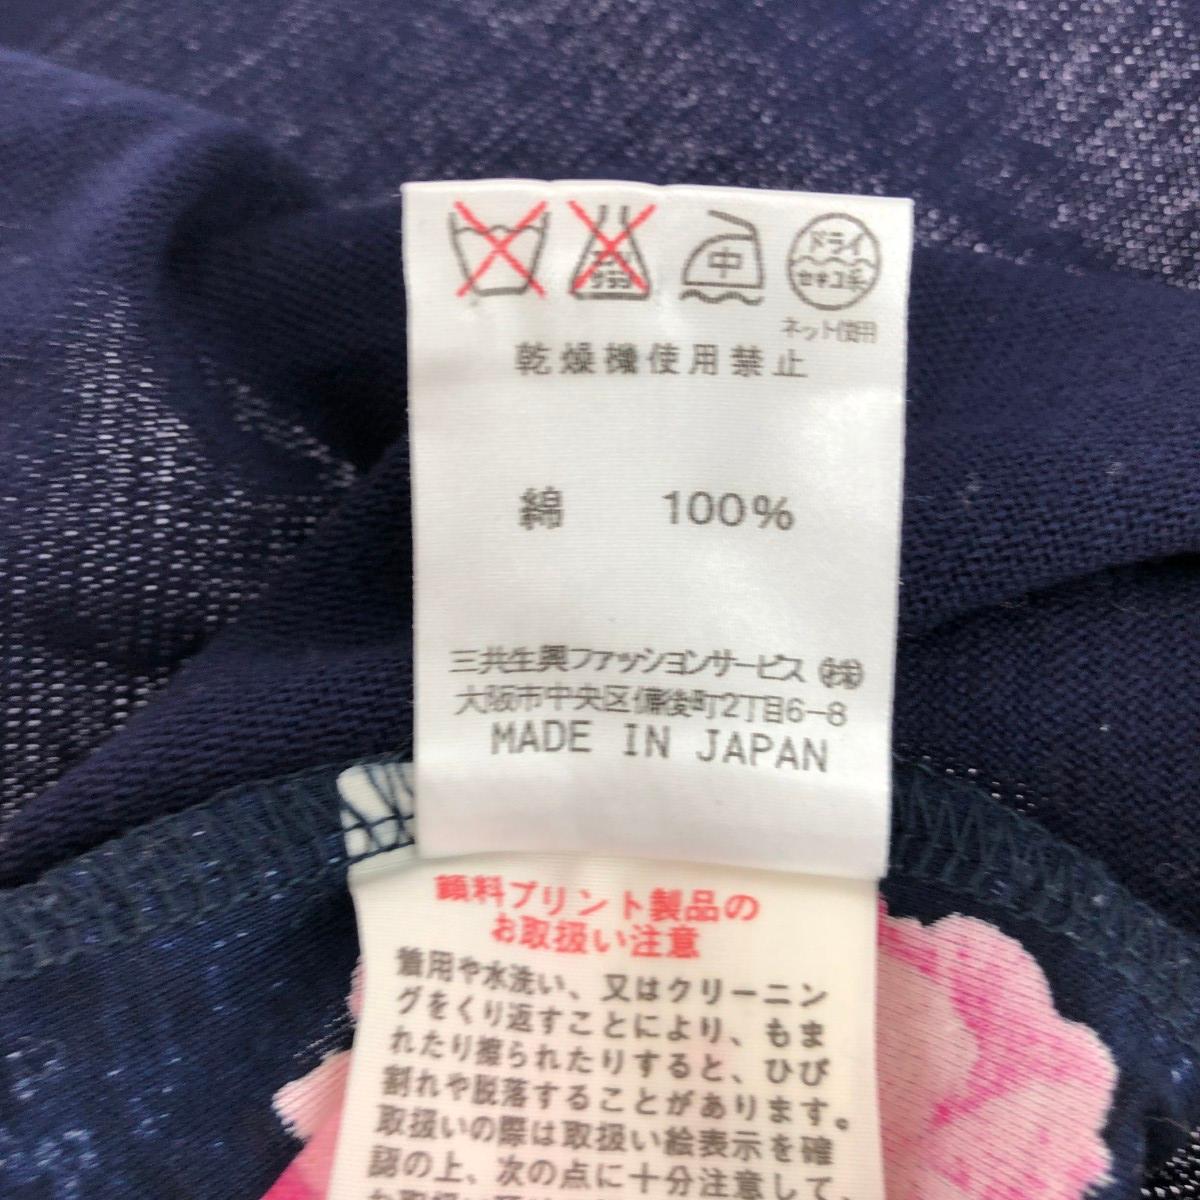 中 ドライ
セキユ系
ネット使用
乾燥機使用禁止
綿 100%
三共生興ファッションサービス㈱
大阪市中央区備後町2丁目6-8
MADE IN JAPAN
顔料プリント製品の
お取扱い注意
着用や水洗い、又はクリーニン
グをくり返すことにより、もま
れたり擦られたりすると、ひび
割れや脱落することがあります。
取扱いの際は取扱い絵表示を確
認の上、次の点に十分注意して、